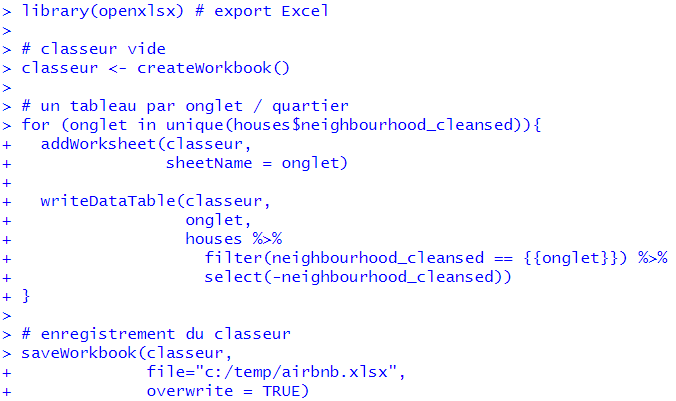 > library(openxlsx) # export Excel
>
> # classeur vide
> classeur <- createWorkbook()
>
> # un tableau par onglet / quartier
> for (onglet in unique(houses$neighbourhood_cleansed)){
+   addWorksheet(classeur,
+                sheetName = onglet)
+
+   writeDataTable(classeur,
+                  onglet,
+                  houses %>%
+                    filter(neighbourhood_cleansed == {{onglet}}) %>%
+                    select(-neighbourhood_cleansed))
+ }
>
> # enregistrement du classeur
> saveWorkbook(classeur,
+              file="c:/temp/airbnb.xlsx",
+              overwrite = TRUE)